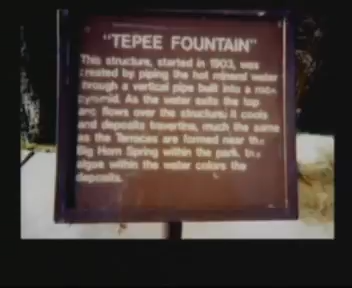 "TEPEE FOUNTAIN"
This structure, started in 1903, was
created by piping the hot mineral water
through a vertical pipe built into a rock
pyramid. As the water exits the top
and flows over the structure, it cools
and deposits travertine, much the same
as the Terraces are formed near the
Big Horn Spring within the park. The
algae within the water colors the
deposits.